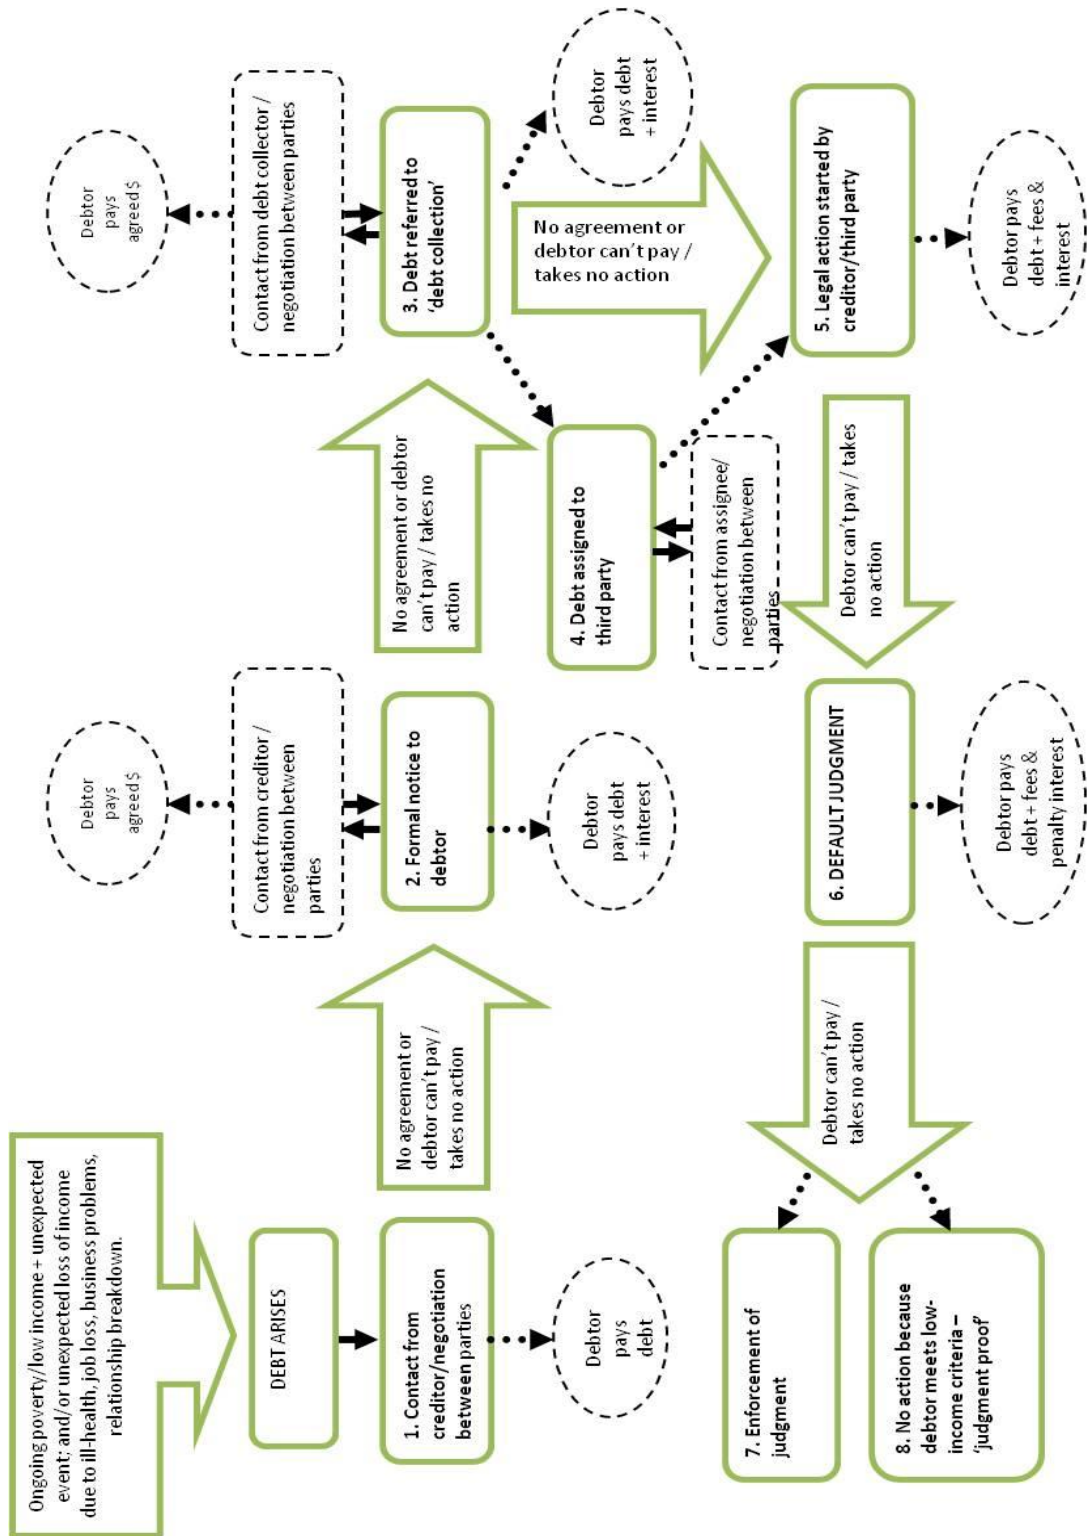 Ongoing poverty/low income + unexpected
event; and/or unexpected loss of income
due to ill-health, job loss, business problems,
relationship breakdown.
DEBT ARISES
1. Contact from
creditor/negotiation
between parties
Debtor
pays
debt
No agreement or
debtor can't pay /
takes no action
Debtor
pays
agreed $
Contact from creditor /
negotiation between
parties
2. Formal notice to
debtor
Debtor
pays debt
+ interest
No agreement or debtor
can't pay / takes no
action
Debtor
pays
agreed $
Contact from debt collector /
negotiation between parties
3. Debt referred to
‘debt collection’
Debtor
pays debt
+ interest
No agreement or
debtor can't pay /
takes no action
4. Debt assigned to
third party
Contact from assignee/
negotiation between
parties
5. Legal action started by
creditor/third party
Debtor pays
debt + fees &
interest
Debtor can't pay / takes
no action
6. DEFAULT JUDGMENT
Debtor pays
debt + fees &
penalty interest
Debtor can't pay /
takes no action
7. Enforcement of
judgment
8. No action because
debtor meets low-
income criteria –
‘judgment proof’